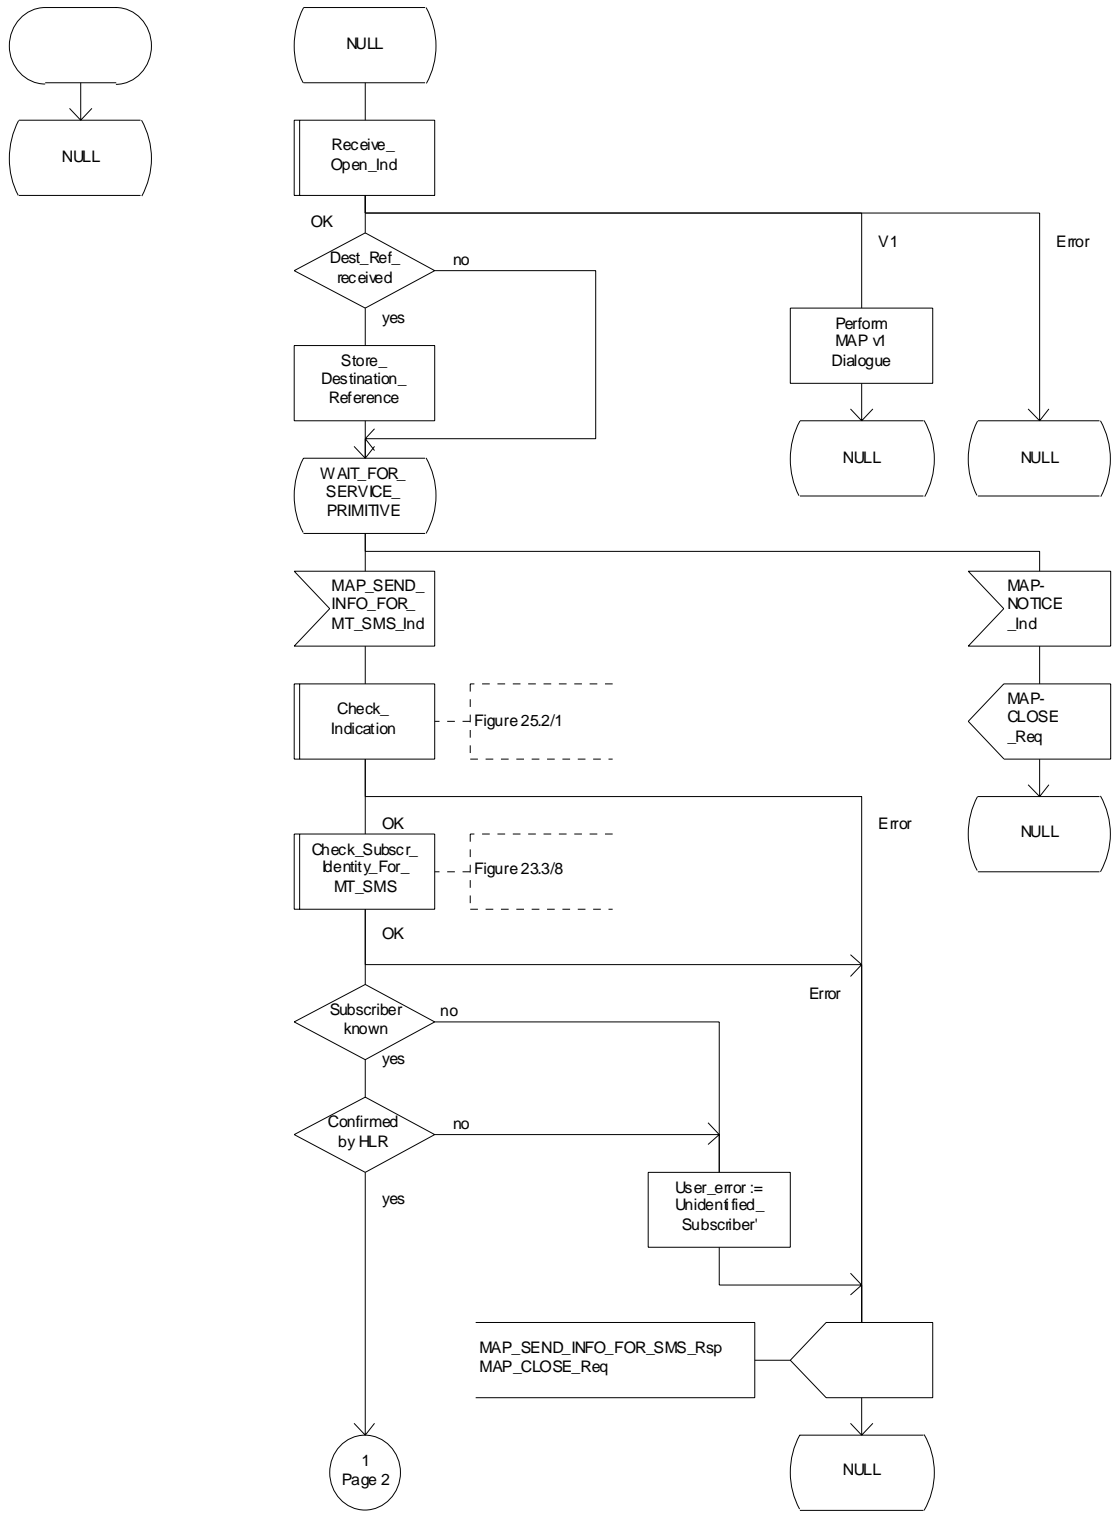 NULL
NULL
Receive_
Open_Ind
OK
V1
Error
Dest_Ref_
received
no
yes
Perform
MAP v1
Dialogue
Store_
Destination_
Reference
NULL
NULL
WAIT_FOR_
SERVICE_
PRIMITIVE
MAP_SEND_
INFO_FOR_
MT_SMS_Ind
MAP-
NOTICE
_Ind
Check_
Indication
Figure 25.2/1
MAP-
CLOSE
_Req
OK
Error
NULL
Check_Subscr_
Identity_For_
MT_SMS
Figure 23.3/8
OK
Error
Subscriber
known
no
yes
Confirmed
by HLR
no
yes
User_error :=
Unidentified_
Subscriber'
MAP_SEND_INFO_FOR_SMS_Rsp
MAP_CLOSE_Req
1
Page 2
NULL